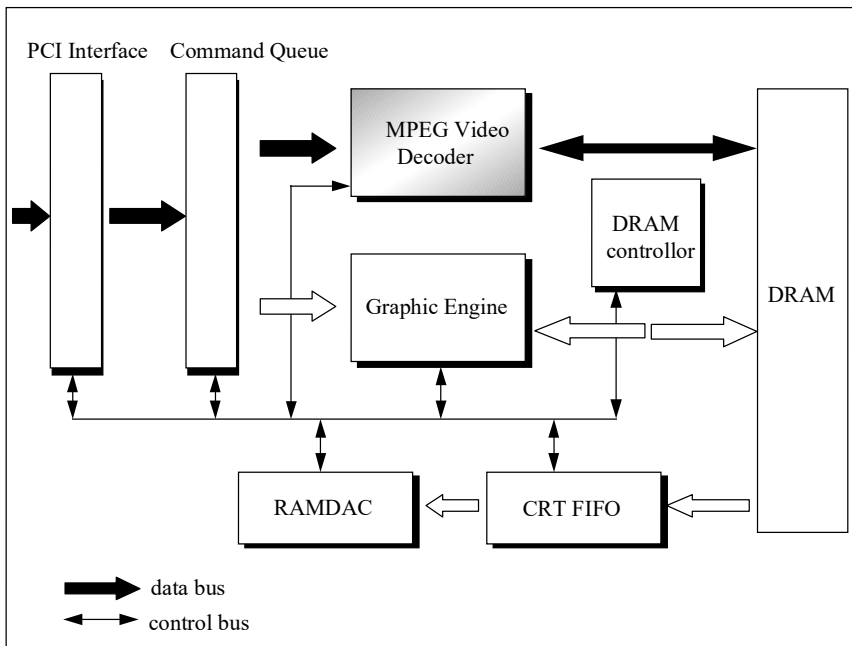 PCI Interface
Command Queue
MPEG Video
Decoder
DRAM
controllor
Graphic Engine
DRAM
RAMDAC
CRT FIFO
data bus
control bus